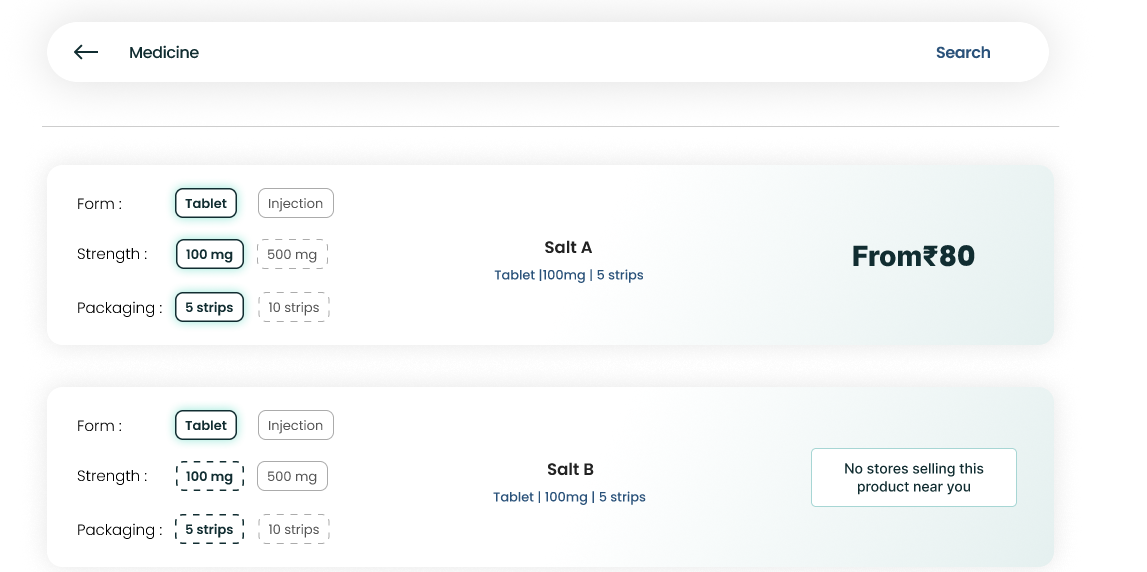 Medicine Search
Form : Tablet Injection
Strength : 100 mg 500 mg
Packaging : 5 strips 10 strips
Salt A
Tablet |100mg | 5 strips
From₹80
Form : Tablet Injection
Strength : 100 mg 500 mg
Packaging : 5 strips 10 strips
Salt B
Tablet | 100mg | 5 strips
No stores selling this
product near you